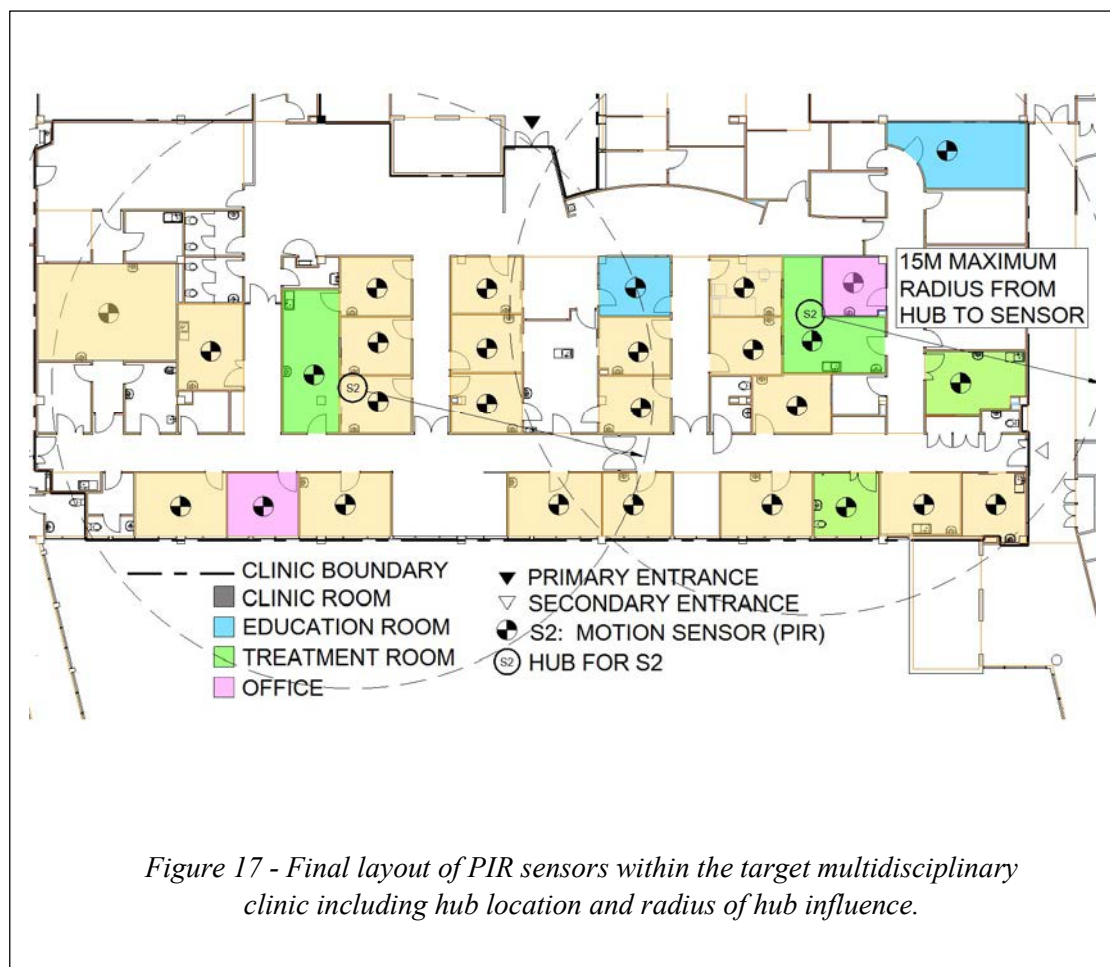 15M MAXIMUM
RADIUS FROM
HUB TO SENSOR
S2
S2
CLINIC BOUNDARY
CLINIC ROOM
EDUCATION ROOM
TREATMENT ROOM
OFFICE
PRIMARY ENTRANCE
SECONDARY ENTRANCE
S2: MOTION SENSOR (PIR)
S2 HUB FOR S2
Figure 17 - Final layout of PIR sensors within the target multidisciplinary
clinic including hub location and radius of hub influence.